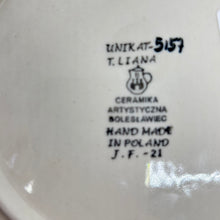 UNIKAT-5157
T. LIANA
CERAMIKA
ARTYSTYCZNA
BOLESŁAWIEC
HAND MADE
IN POLAND
J.F.-21